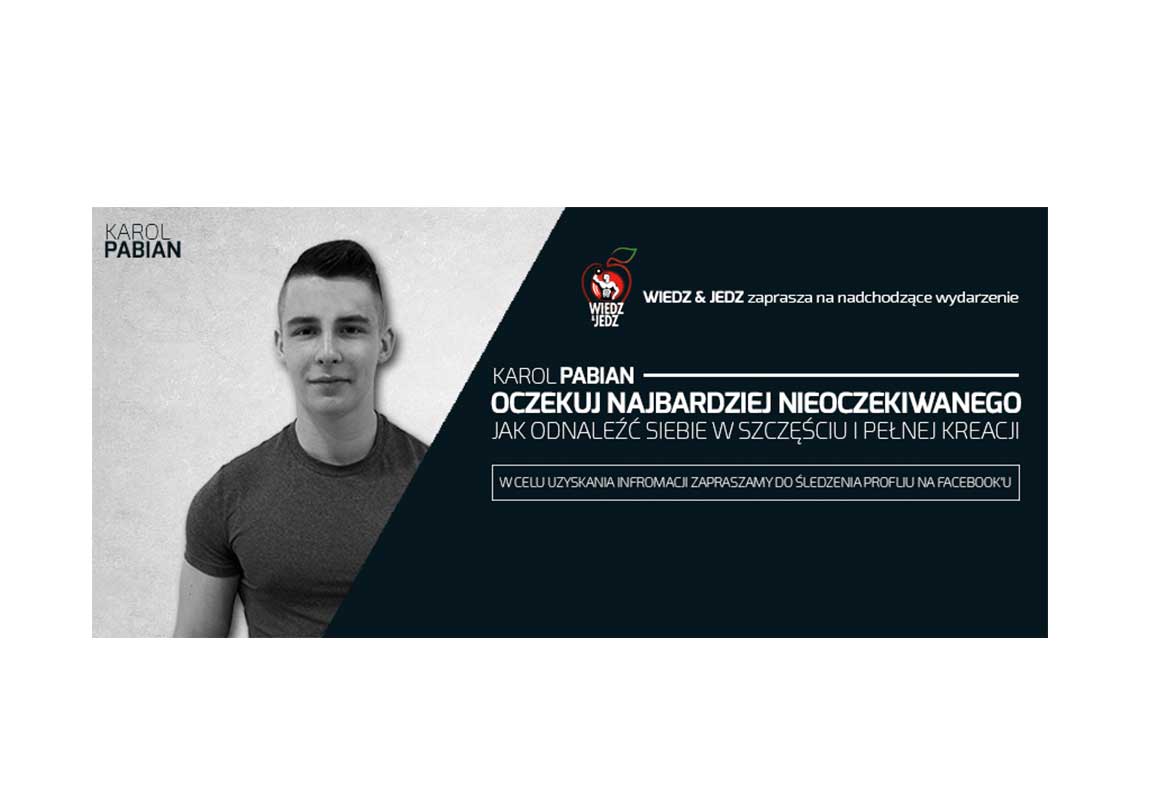 KAROL
PABIAN
WIEDZ
& JEDZ
WIEDZ & JEDZ zaprasza na nadchodzące wydarzenie
KAROL PABIAN
OCZEKUJ NAJBARDZIEJ NIEOCZEKIWANEGO
JAK ODNALEŹĆ SIEBIE W SZCZĘŚCIU I PEŁNEJ KREACJI
W CELU UZYSKANIA INFROMACJI ZAPRASZAMY DO ŚLEDZENIA PROFLIU NA FACEBOOK'U